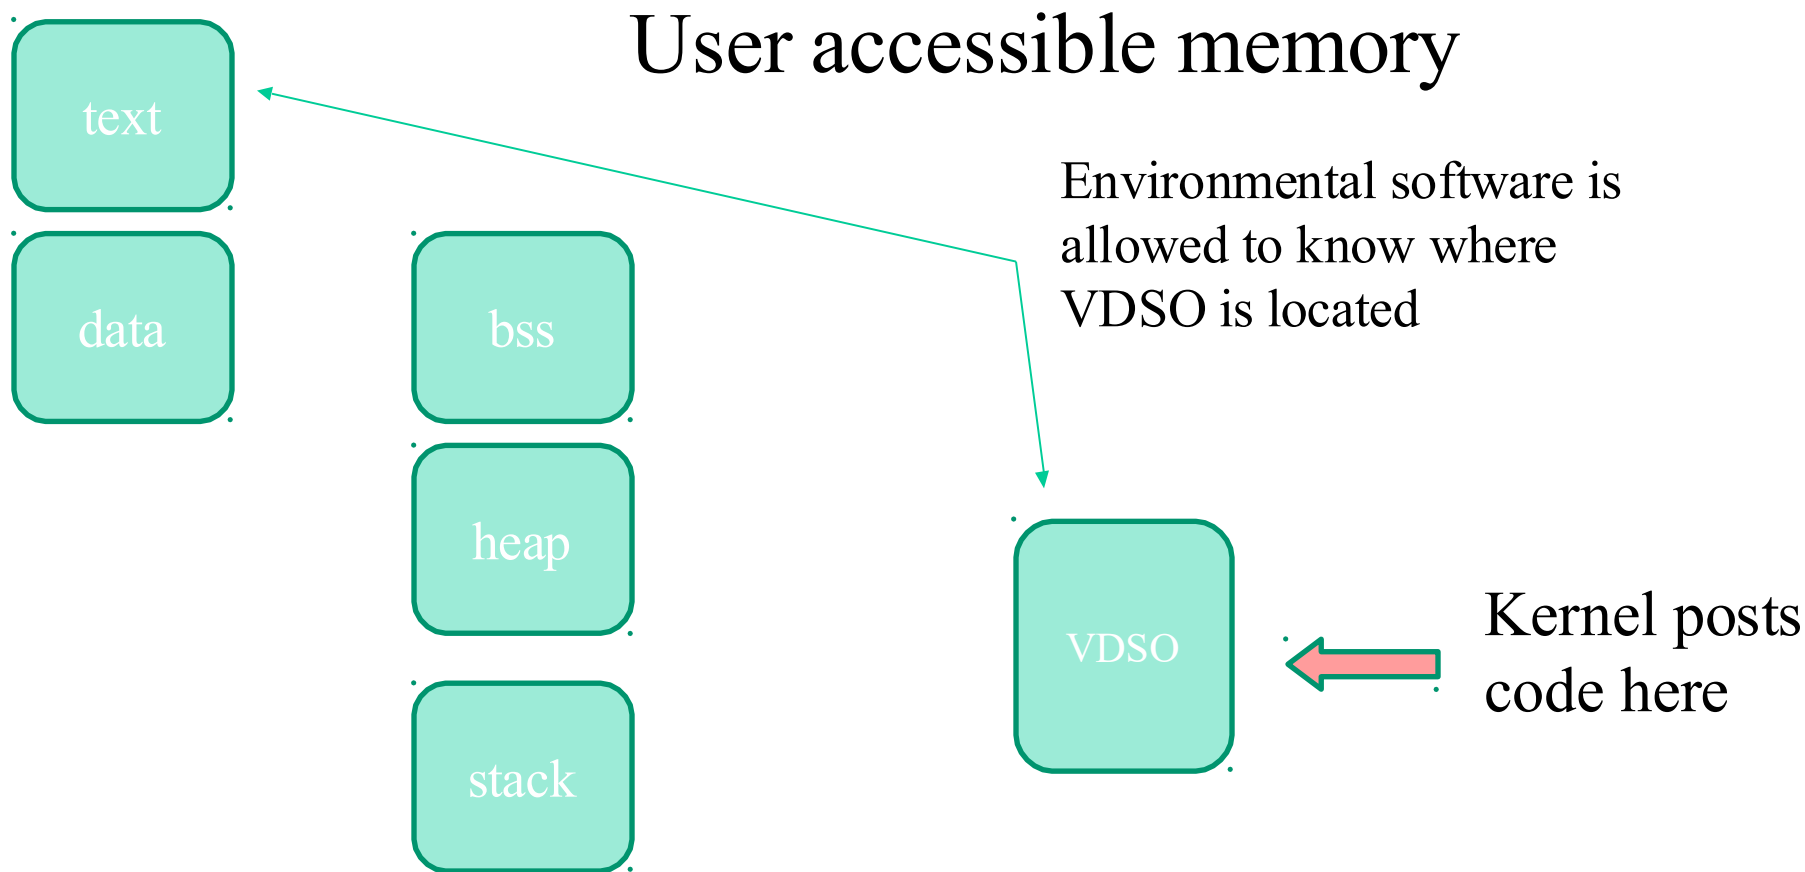 User accessible memory
text
data
bss
heap
stack
Environmental software is
allowed to know where
VDSO is located
VDSO
Kernel posts
code here